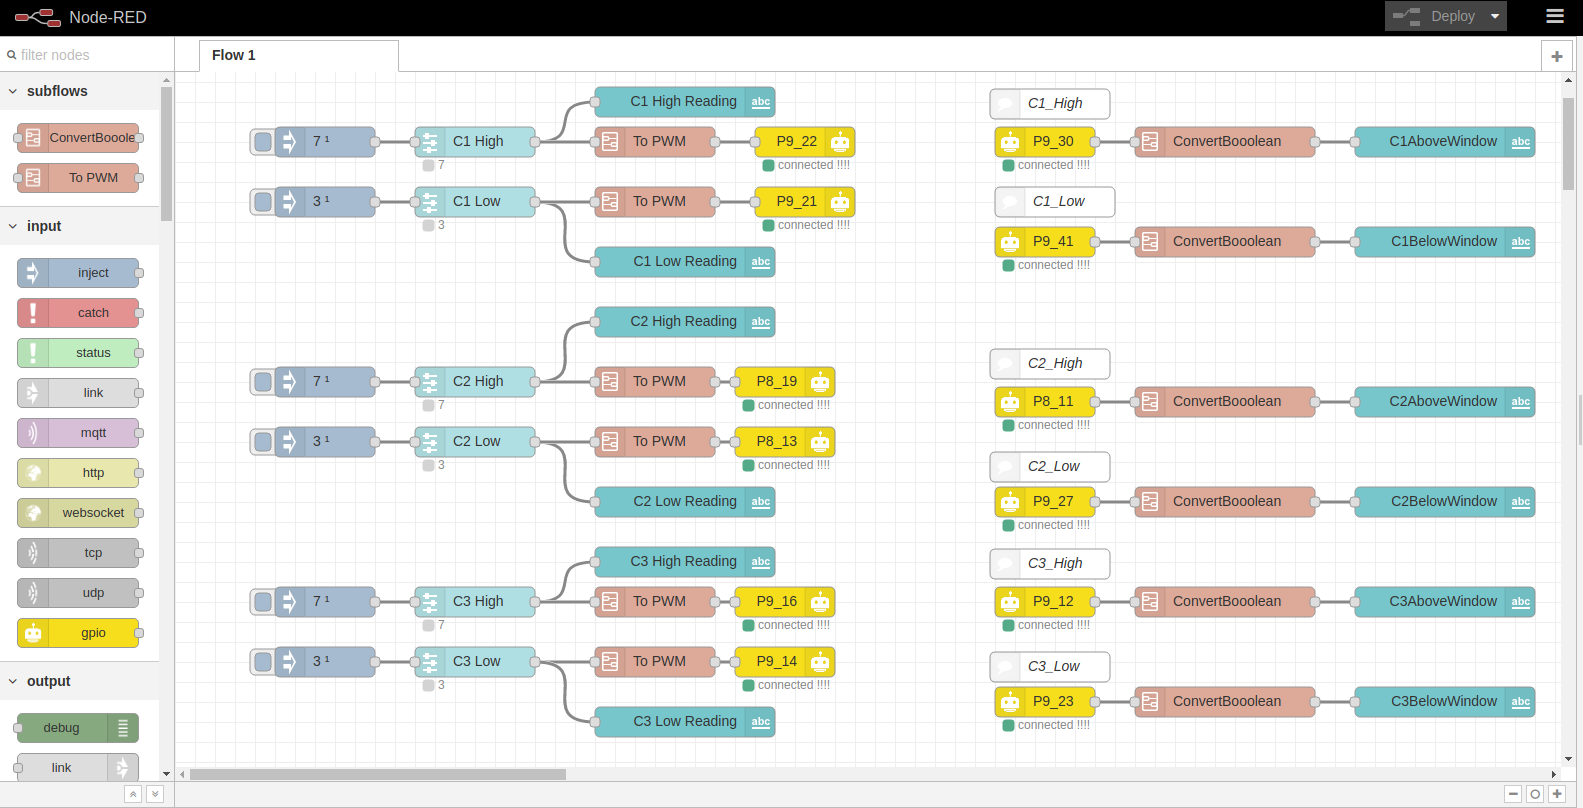 Node-RED
Deploy
filter nodes
Flow 1
subflows
ConvertBoole
To PWM
input
inject
catch
status
link
mqtt
http
websocket
tcp
udp
gpio
output
debug
link
C1 High Reading abc
7 ¹ C1 High To PWM P9_22
7 connected !!!!
3 ¹ C1 Low To PWM P9_21
3 connected !!!!
C1 Low Reading abc
C2 High Reading abc
7 ¹ C2 High To PWM P8_19
7 connected !!!!
3 ¹ C2 Low To PWM P8_13
3 connected !!!!
C2 Low Reading abc
C3 High Reading abc
7 ¹ C3 High To PWM P9_16
7 connected !!!!
3 ¹ C3 Low To PWM P9_14
3 connected !!!!
C3 Low Reading abc
C1_High
P9_30 ConvertBooolean C1AboveWindow abc
connected !!!!
C1_Low
P9_41 ConvertBooolean C1BelowWindow abc
connected !!!!
C2_High
P8_11 ConvertBooolean C2AboveWindow abc
connected !!!!
C2_Low
P9_27 ConvertBooolean C2BelowWindow abc
connected !!!!
C3_High
P9_12 ConvertBooolean C3AboveWindow abc
connected !!!!
C3_Low
P9_23 ConvertBooolean C3BelowWindow abc
connected !!!!